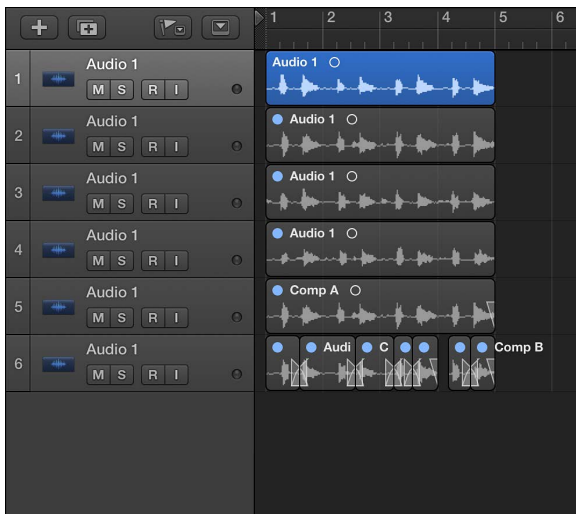 1 2 3 4 5 6
1 Audio 1 M S R I Audio 1
2 Audio 1 M S R I Audio 1
3 Audio 1 M S R I Audio 1
4 Audio 1 M S R I Audio 1
5 Audio 1 M S R I Comp A
6 Audio 1 M S R I Audi C Comp B